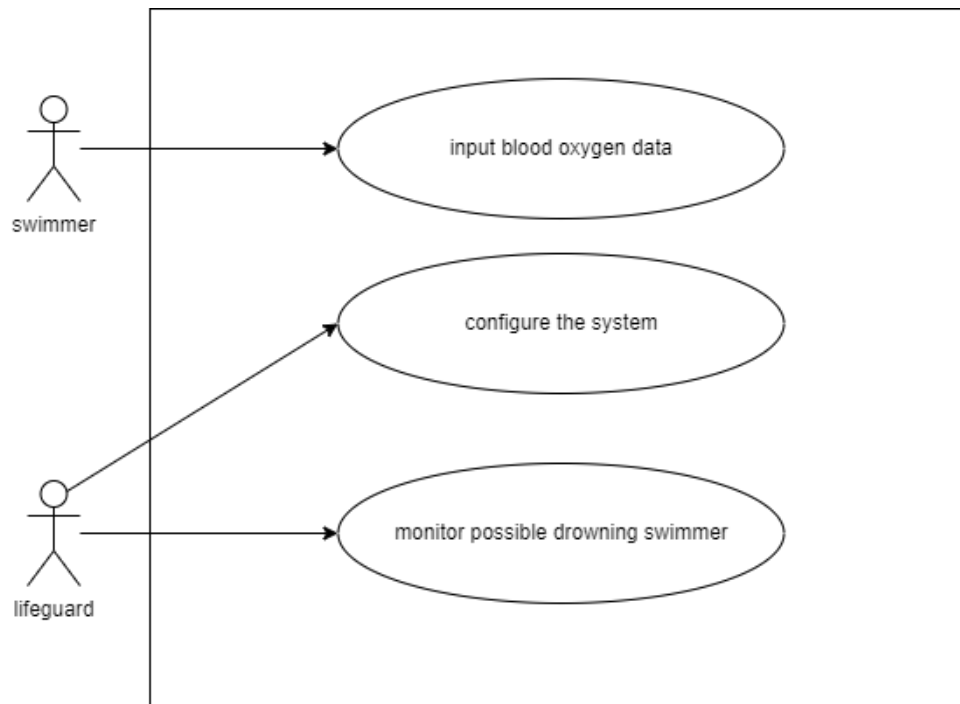 input blood oxygen data
swimmer
configure the system
monitor possible drowning swimmer
lifeguard